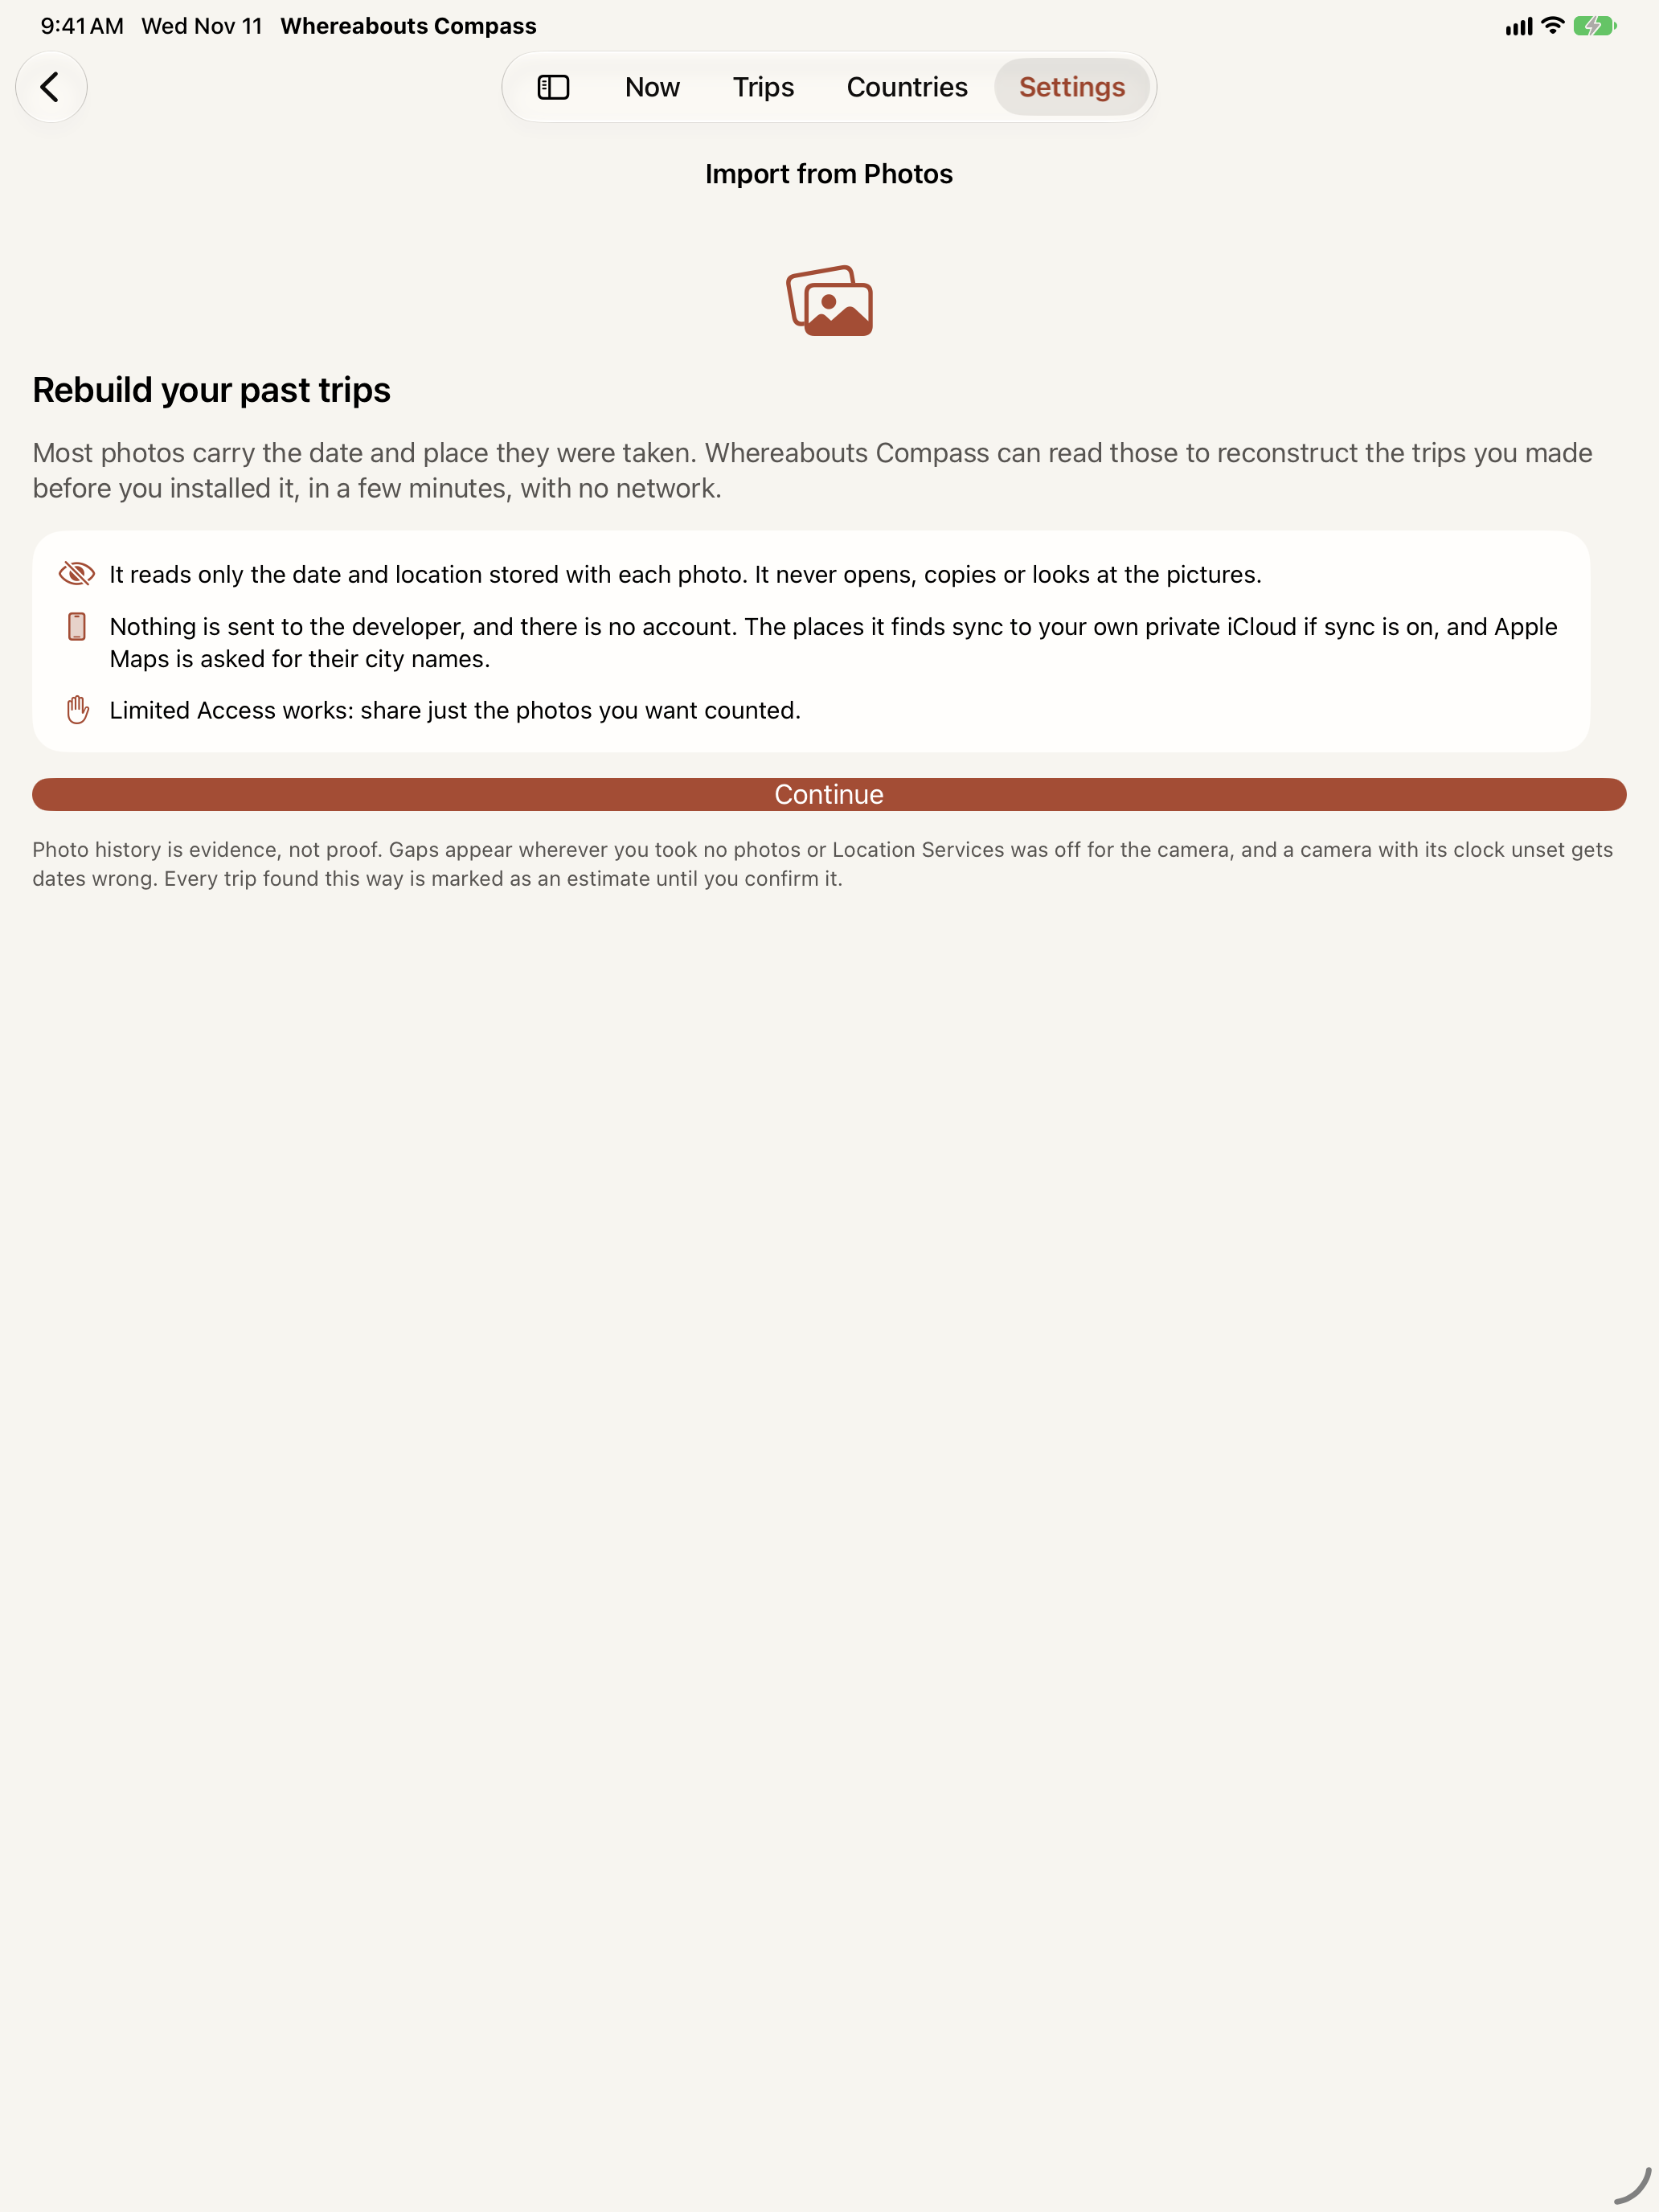 9:41 AM Wed Nov 11 Whereabouts Compass
Now Trips Countries Settings
Import from Photos
Rebuild your past trips
Most photos carry the date and place they were taken. Whereabouts Compass can read those to reconstruct the trips you made
before you installed it, in a few minutes, with no network.
It reads only the date and location stored with each photo. It never opens, copies or looks at the pictures.
Nothing is sent to the developer, and there is no account. The places it finds sync to your own private iCloud if sync is on, and Apple
Maps is asked for their city names.
Limited Access works: share just the photos you want counted.
Continue
Photo history is evidence, not proof. Gaps appear wherever you took no photos or Location Services was off for the camera, and a camera with its clock unset gets
dates wrong. Every trip found this way is marked as an estimate until you confirm it.